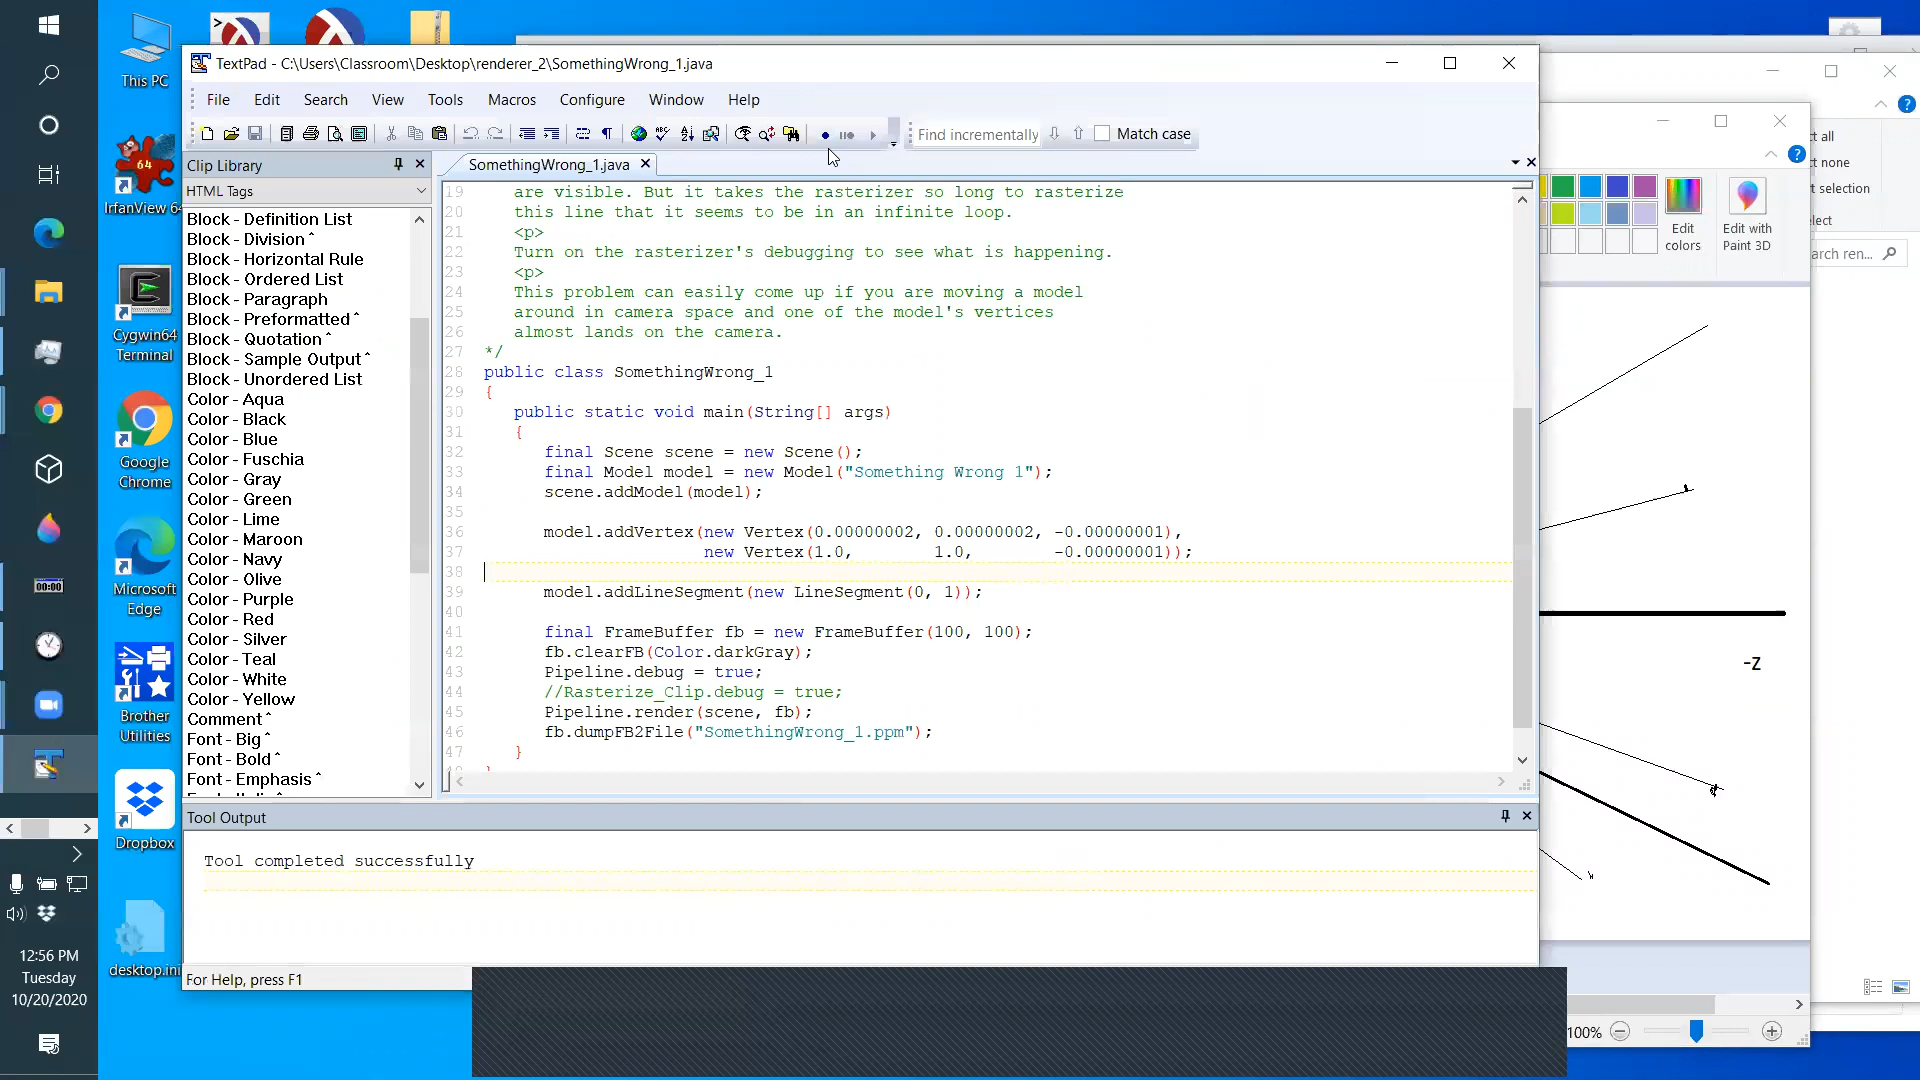 TextPad - C:\Users\Classroom\Desktop\renderer_2\SomethingWrong_1.java
File Edit Search View Tools Macros Configure Window Help
Find incrementally
Match case
Clip Library
HTML Tags
Block - Definition List
Block - Division ^
Block - Horizontal Rule
Block - Ordered List
Block - Paragraph
Block - Preformatted ^
Block - Quotation ^
Block - Sample Output ^
Block - Unordered List
Color - Aqua
Color - Black
Color - Blue
Color - Fuschia
Color - Gray
Color - Green
Color - Lime
Color - Maroon
Color - Navy
Color - Olive
Color - Purple
Color - Red
Color - Silver
Color - Teal
Color - White
Color - Yellow
Comment ^
Font - Big ^
Font - Bold ^
Font - Emphasis ^
SomethingWrong_1.java
19 are visible. But it takes the rasterizer so long to rasterize
20 this line that it seems to be in an infinite loop.
21 <p>
22 Turn on the rasterizer's debugging to see what is happening.
23 <p>
24 This problem can easily come up if you are moving a model
25 around in camera space and one of the model's vertices
26 almost lands on the camera.
27 */
28 public class SomethingWrong_1
29 {
30 public static void main(String[] args)
31 {
32 final Scene scene = new Scene();
33 final Model model = new Model("Something Wrong 1");
34 scene.addModel(model);
35
36 model.addVertex(new Vertex(0.00000002, 0.00000002, -0.00000001),
37 new Vertex(1.0, 1.0, -0.00000001));
38
39 model.addLineSegment(new LineSegment(0, 1));
40
41 final FrameBuffer fb = new FrameBuffer(100, 100);
42 fb.clearFB(Color.darkGray);
43 Pipeline.debug = true;
44 //Rasterize_Clip.debug = true;
45 Pipeline.render(scene, fb);
46 fb.dumpFB2File("SomethingWrong_1.ppm");
47 }
Tool Output
Tool completed successfully
For Help, press F1
This PC
IrfanView 64
64
Cygwin64
Terminal
Google
Chrome
Microsoft
Edge
Brother
Utilities
Dropbox
desktop.ini
00:00
12:56 PM
Tuesday
10/20/2020
Edit
colors
Edit with
Paint 3D
all
none
selection
-Z
100%